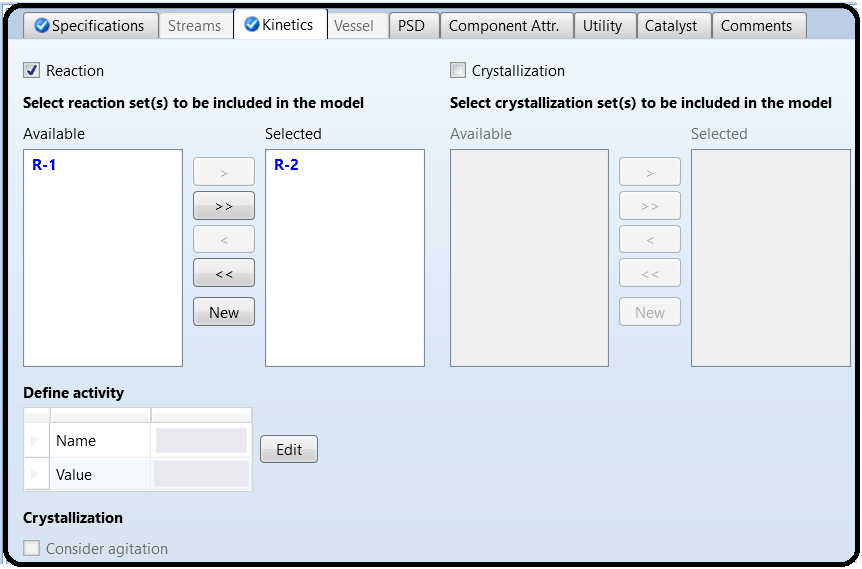 Specifications Streams Kinetics Vessel PSD Component Attr. Utility Catalyst Comments
Reaction
Crystallization
Select reaction set(s) to be included in the model
Select crystallization set(s) to be included in the model
Available Selected
Available Selected
R-1
R-2
>
>>
<
<<
New
>
>>
<
<<
New
Define activity
Name
Value
Edit
Crystallization
Consider agitation